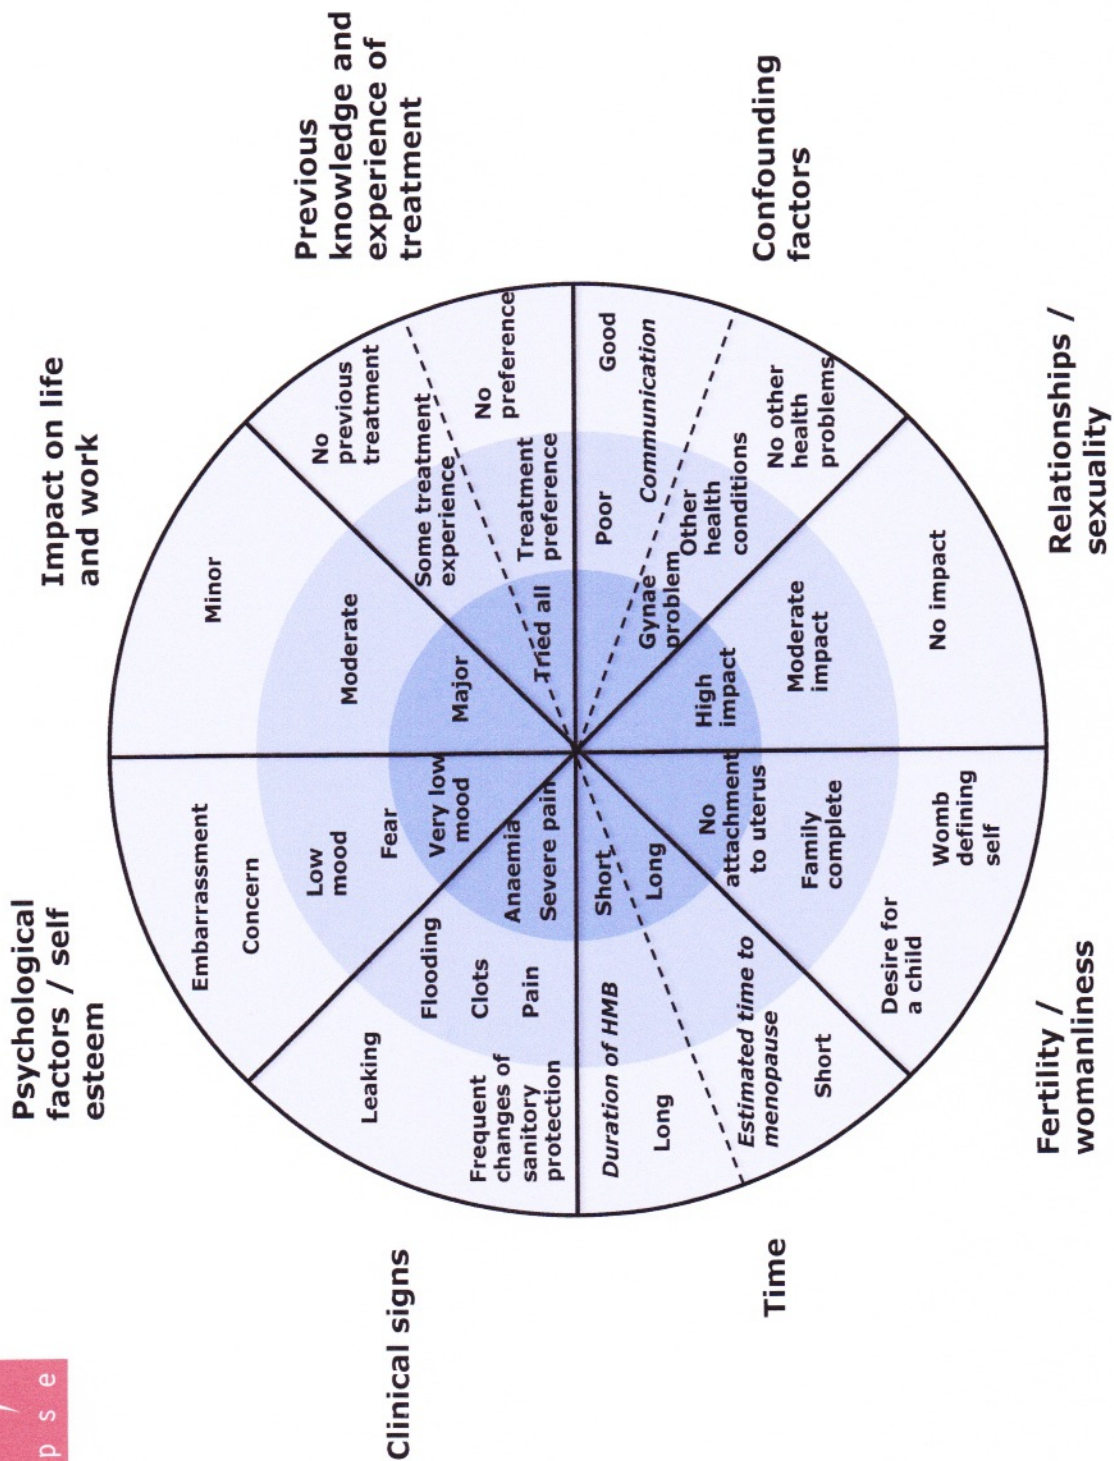 p s e
Psychological
factors / self
esteem
Impact on life
and work
Previous
knowledge and
experience of
treatment
Confounding
factors
Relationships /
sexuality
Fertility /
womanliness
Time
Clinical signs
Embarrassment
Concern
Low
mood
Fear
Very low
mood
Minor
Moderate
Major
No
previous
treatment
Some treatment
experience
No
preference
Treatment
preference
Tried all
Good
Poor
Communication
Gynae
problem
Other
health
conditions
No other
health
problems
High
impact
Moderate
impact
No impact
No
attachment
to uterus
Family
complete
Womb
defining
self
Desire for
a child
Short
Long
Duration of HMB
Long
Estimated time to
menopause
Short
Leaking
Frequent
changes of
sanitory
protection
Flooding
Clots
Pain
Anaemia
Severe pain